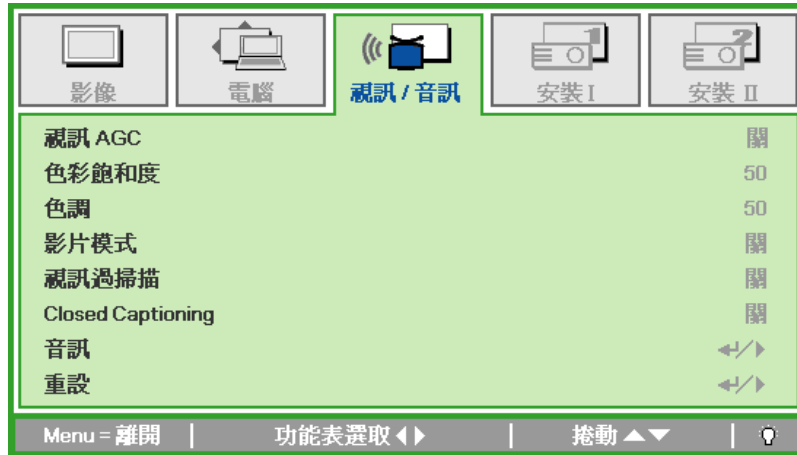 影像 電腦 視訊 / 音訊 安裝 I 安裝 II
視訊 AGC 關
色彩飽和度 50
色調 50
影片模式 關
視訊過掃描 關
Closed Captioning 關
音訊
重設
Menu = 離開 功能表選取 捲動